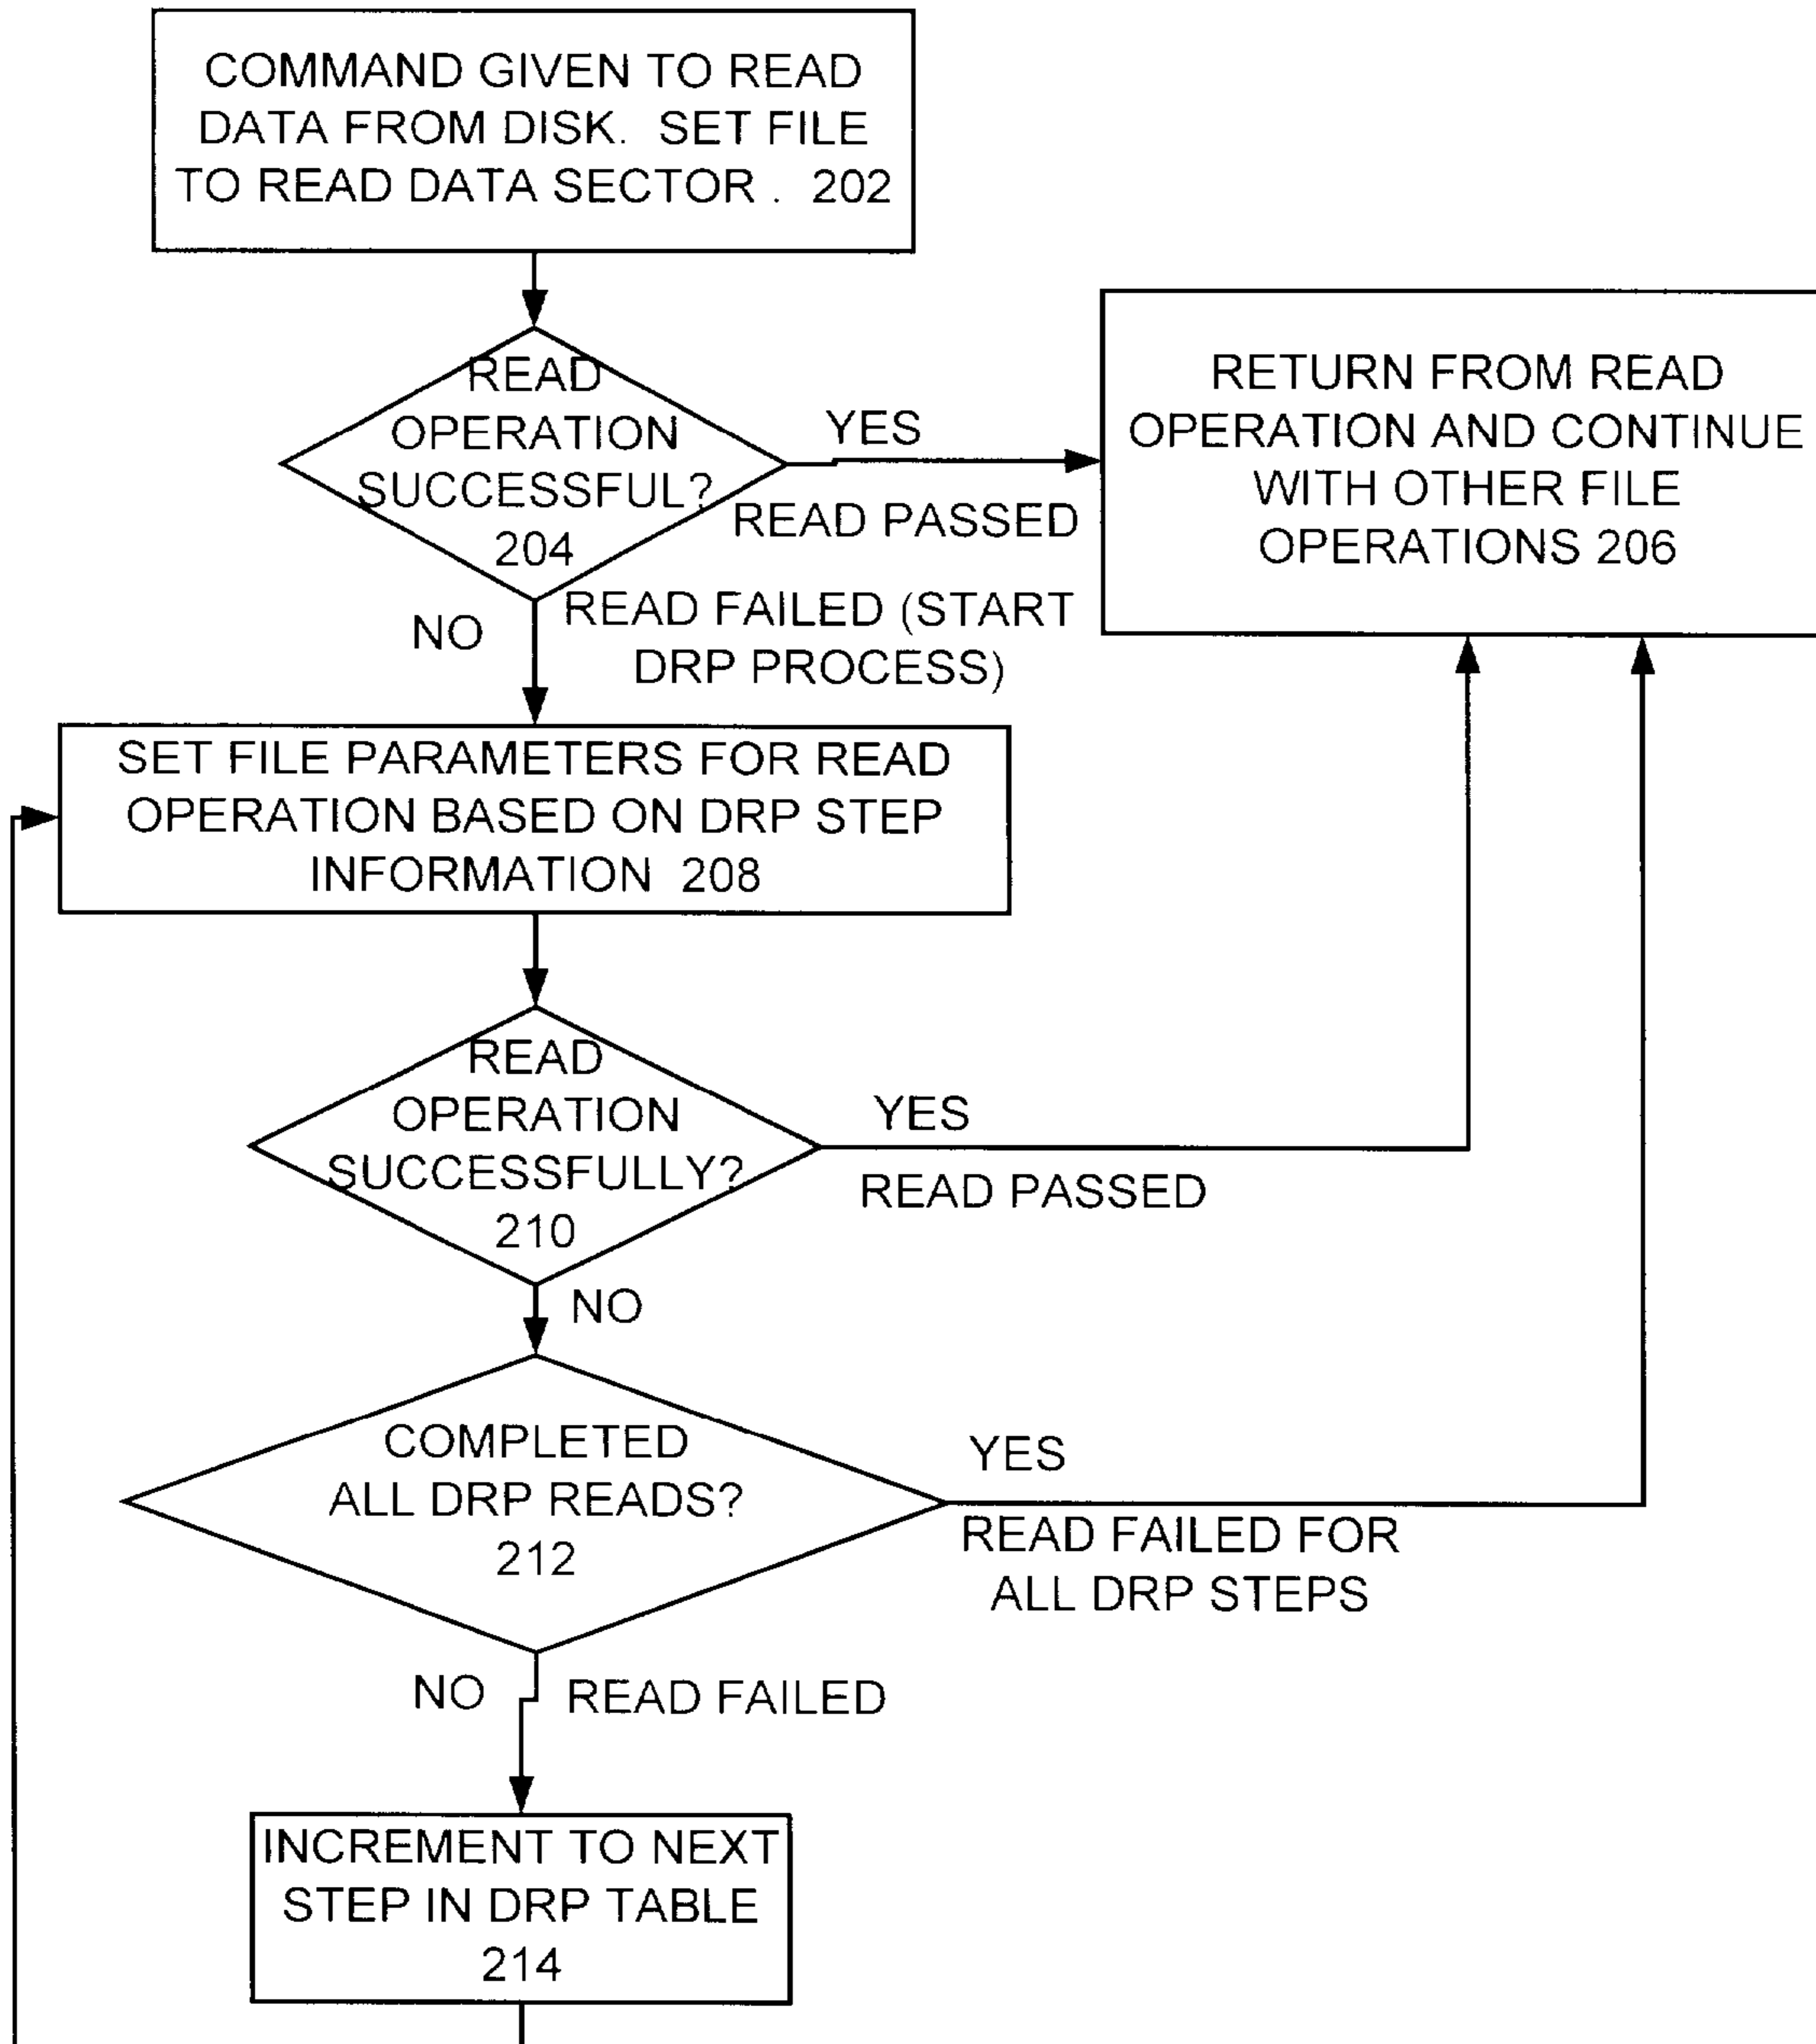 COMMAND GIVEN TO READ
DATA FROM DISK. SET FILE
TO READ DATA SECTOR . 202
READ
OPERATION
SUCCESSFUL?
204
YES
READ PASSED
RETURN FROM READ
OPERATION AND CONTINUE
WITH OTHER FILE
OPERATIONS 206
NO
READ FAILED (START
DRP PROCESS)
SET FILE PARAMETERS FOR READ
OPERATION BASED ON DRP STEP
INFORMATION 208
READ
OPERATION
SUCCESSFULLY?
210
YES
READ PASSED
NO
COMPLETED
ALL DRP READS?
212
YES
READ FAILED FOR
ALL DRP STEPS
NO
READ FAILED
INCREMENT TO NEXT
STEP IN DRP TABLE
214